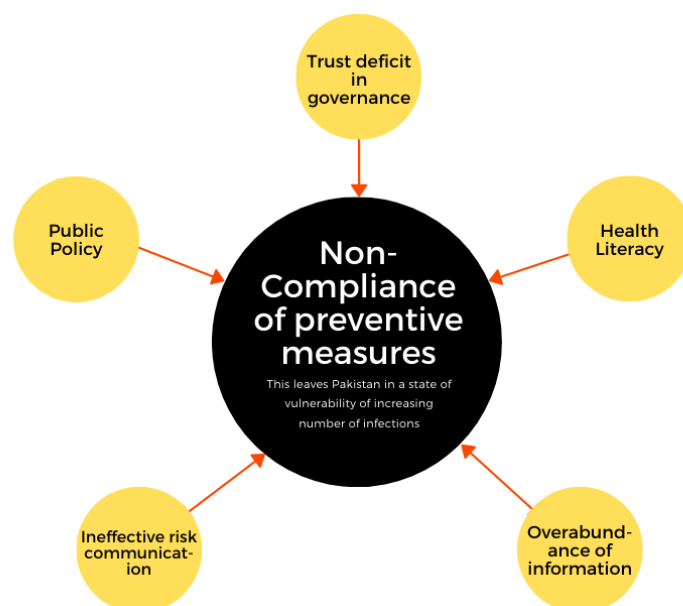 Trust deficit
in
governance
Public
Policy
Health
Literacy
Non-
Compliance
of preventive
measures
This leaves Pakistan in a state of
vulnerability of increasing
number of infections
Ineffective risk
communicat-
ion
Overabund-
ance of
information